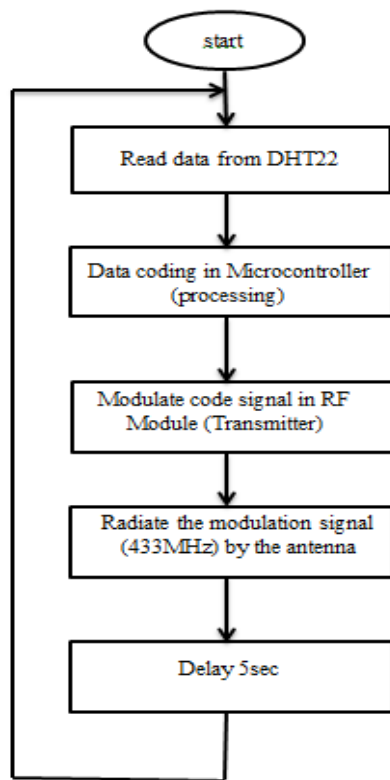 start
Read data from DHT22
Data coding in Microcontroller
(processing)
Modulate code signal in RF
Module (Transmitter)
Radiate the modulation signal
(433MHz) by the antenna
Delay 5sec